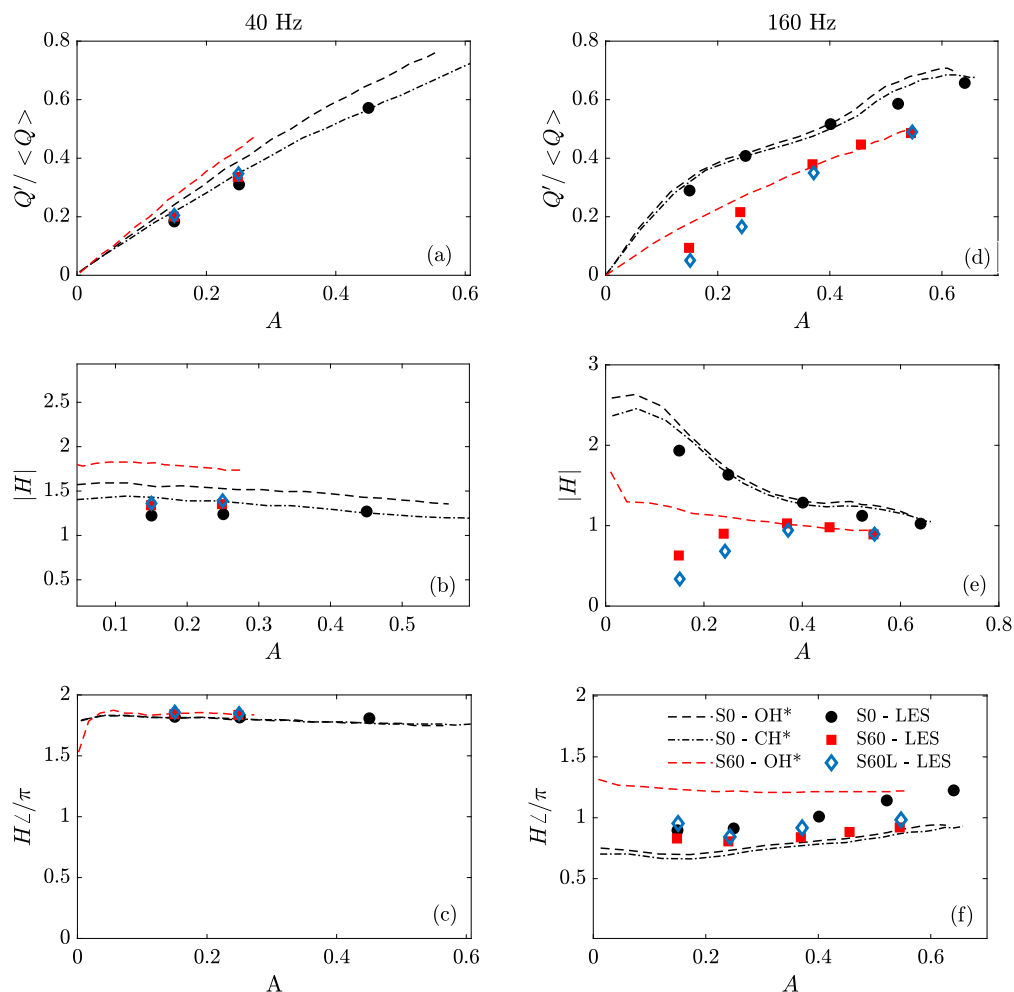 40 Hz
0.8
0.6
0.4
0.2
0
Q′/ <Q>
0 0.2 0.4 0.6
A
(a)
160 Hz
0.8
0.6
0.4
0.2
0
Q′/ <Q>
0 0.2 0.4 0.6
A
(d)
2.5
2
1.5
1
0.5
|H|
0.1 0.2 0.3 0.4 0.5
A
(b)
3
2
1
0
|H|
0 0.2 0.4 0.6 0.8
A
(e)
2
1.5
1
0.5
0
H∠/π
0 0.2 0.4 0.6
A
(c)
2
1.5
1
0.5
H∠/π
0 0.2 0.4 0.6
A
S0 - OH* S0 - LES
S0 - CH* S60 - LES
S60 - OH* S60L - LES
(f)